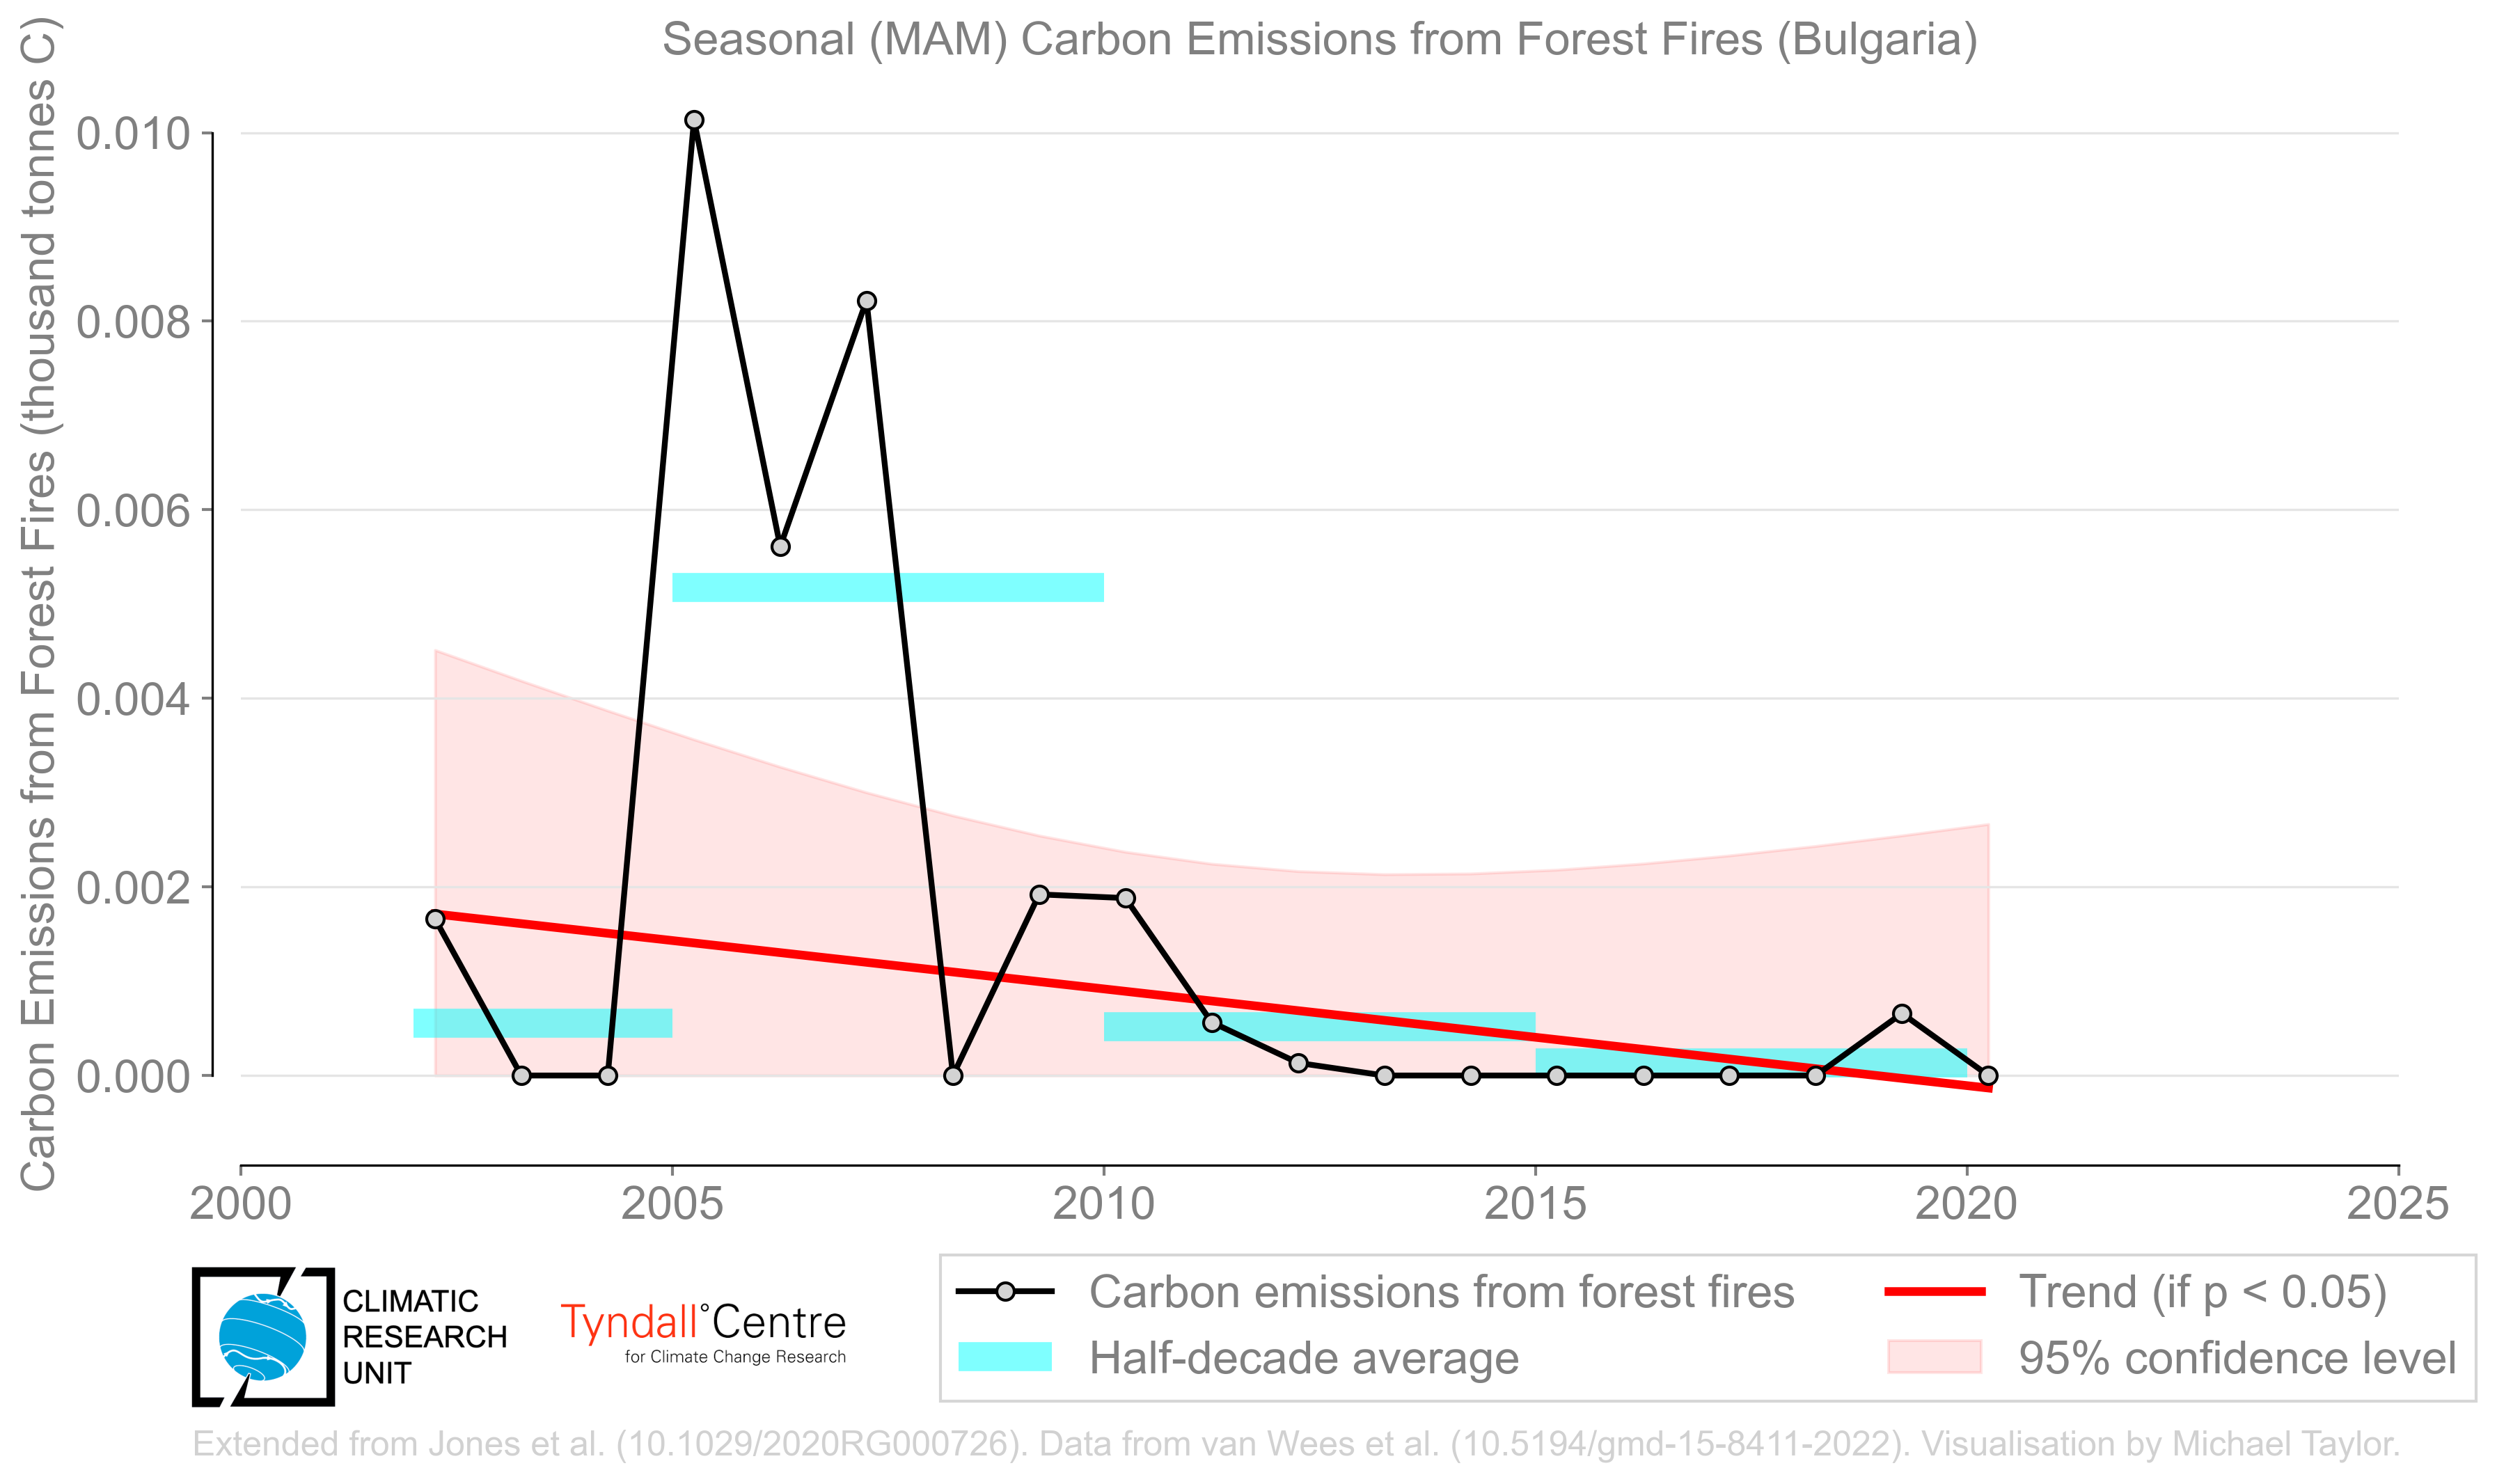 Seasonal (MAM) Carbon Emissions from Forest Fires (Bulgaria)
Carbon Emissions from Forest Fires (thousand tonnes C)
0.010
0.008
0.006
0.004
0.002
0.000
2000 2005 2010 2015 2020 2025
CLIMATIC
RESEARCH
UNIT
Tyndall°Centre
for Climate Change Research
Carbon emissions from forest fires
Half-decade average
Trend (if p < 0.05)
95% confidence level
Extended from Jones et al. (10.1029/2020RG000726). Data from van Wees et al. (10.5194/gmd-15-8411-2022). Visualisation by Michael Taylor.